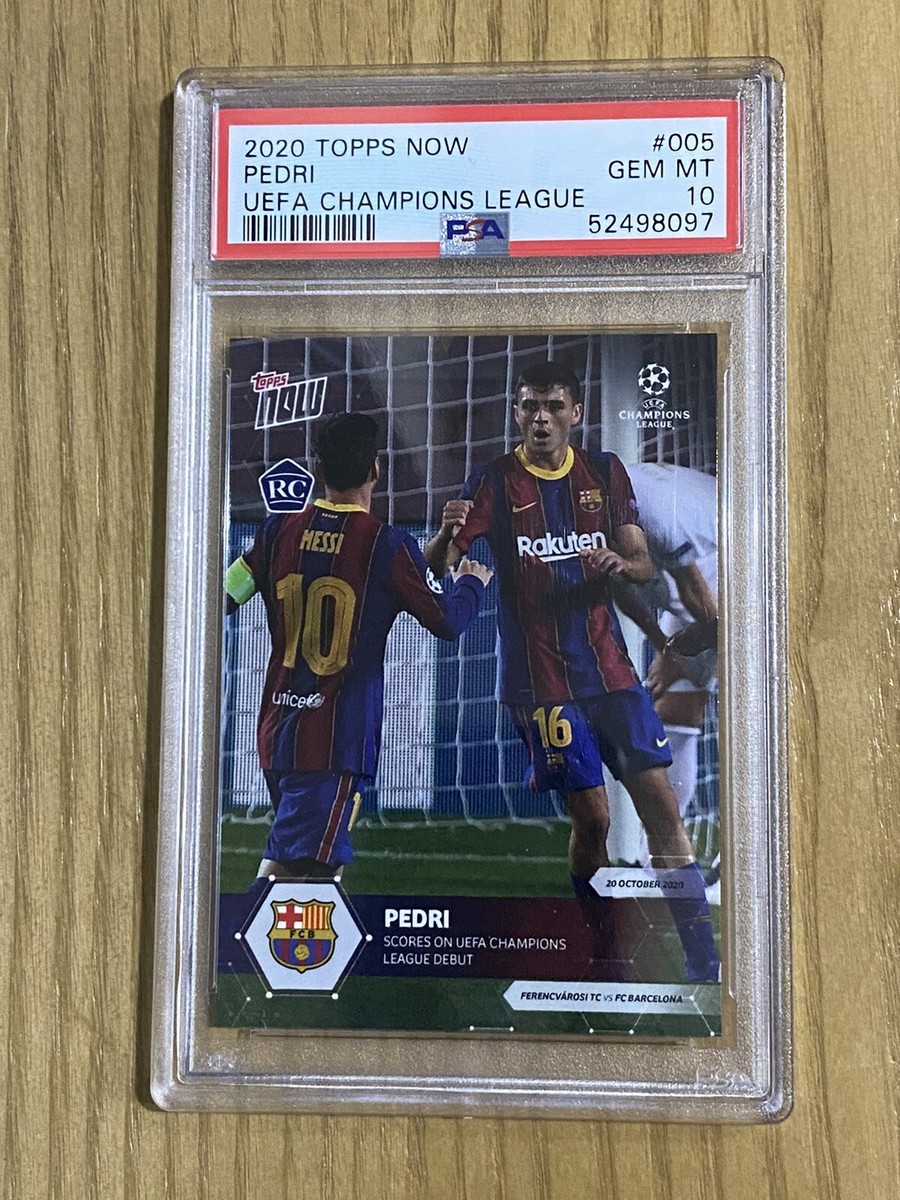 2020 TOPPS NOW #005
PEDRI GEM MT
UEFA CHAMPIONS LEAGUE 10
PSA 52498097
topps
NOW
UEFA
CHAMPIONS
LEAGUE
RC
MESSI
10
unicef
Rakuten
16
20 OCTOBER 2020
FCB
PEDRI
SCORES ON UEFA CHAMPIONS
LEAGUE DEBUT
FERENCVÁROSI TC VS FC BARCELONA